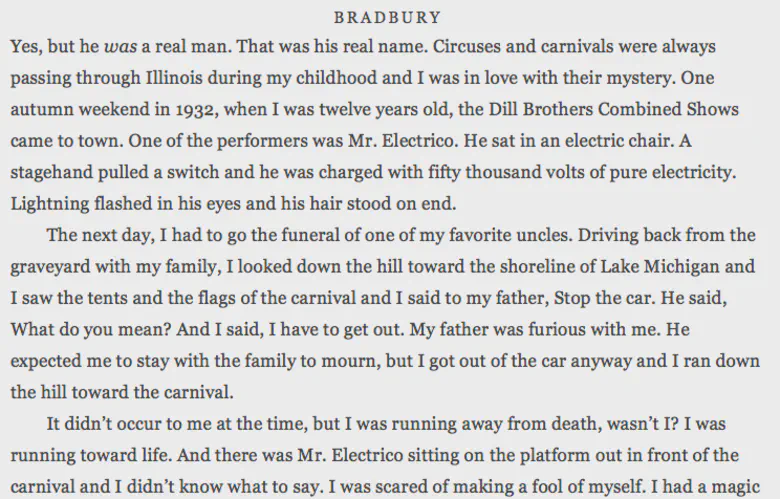 BRADBURY
Yes, but he was a real man. That was his real name. Circuses and carnivals were always
passing through Illinois during my childhood and I was in love with their mystery. One
autumn weekend in 1932, when I was twelve years old, the Dill Brothers Combined Shows
came to town. One of the performers was Mr. Electrico. He sat in an electric chair. A
stagehand pulled a switch and he was charged with fifty thousand volts of pure electricity.
Lightning flashed in his eyes and his hair stood on end.
The next day, I had to go the funeral of one of my favorite uncles. Driving back from the
graveyard with my family, I looked down the hill toward the shoreline of Lake Michigan and
I saw the tents and the flags of the carnival and I said to my father, Stop the car. He said,
What do you mean? And I said, I have to get out. My father was furious with me. He
expected me to stay with the family to mourn, but I got out of the car anyway and I ran down
the hill toward the carnival.
It didn’t occur to me at the time, but I was running away from death, wasn’t I? I was
running toward life. And there was Mr. Electrico sitting on the platform out in front of the
carnival and I didn’t know what to say. I was scared of making a fool of myself. I had a magic